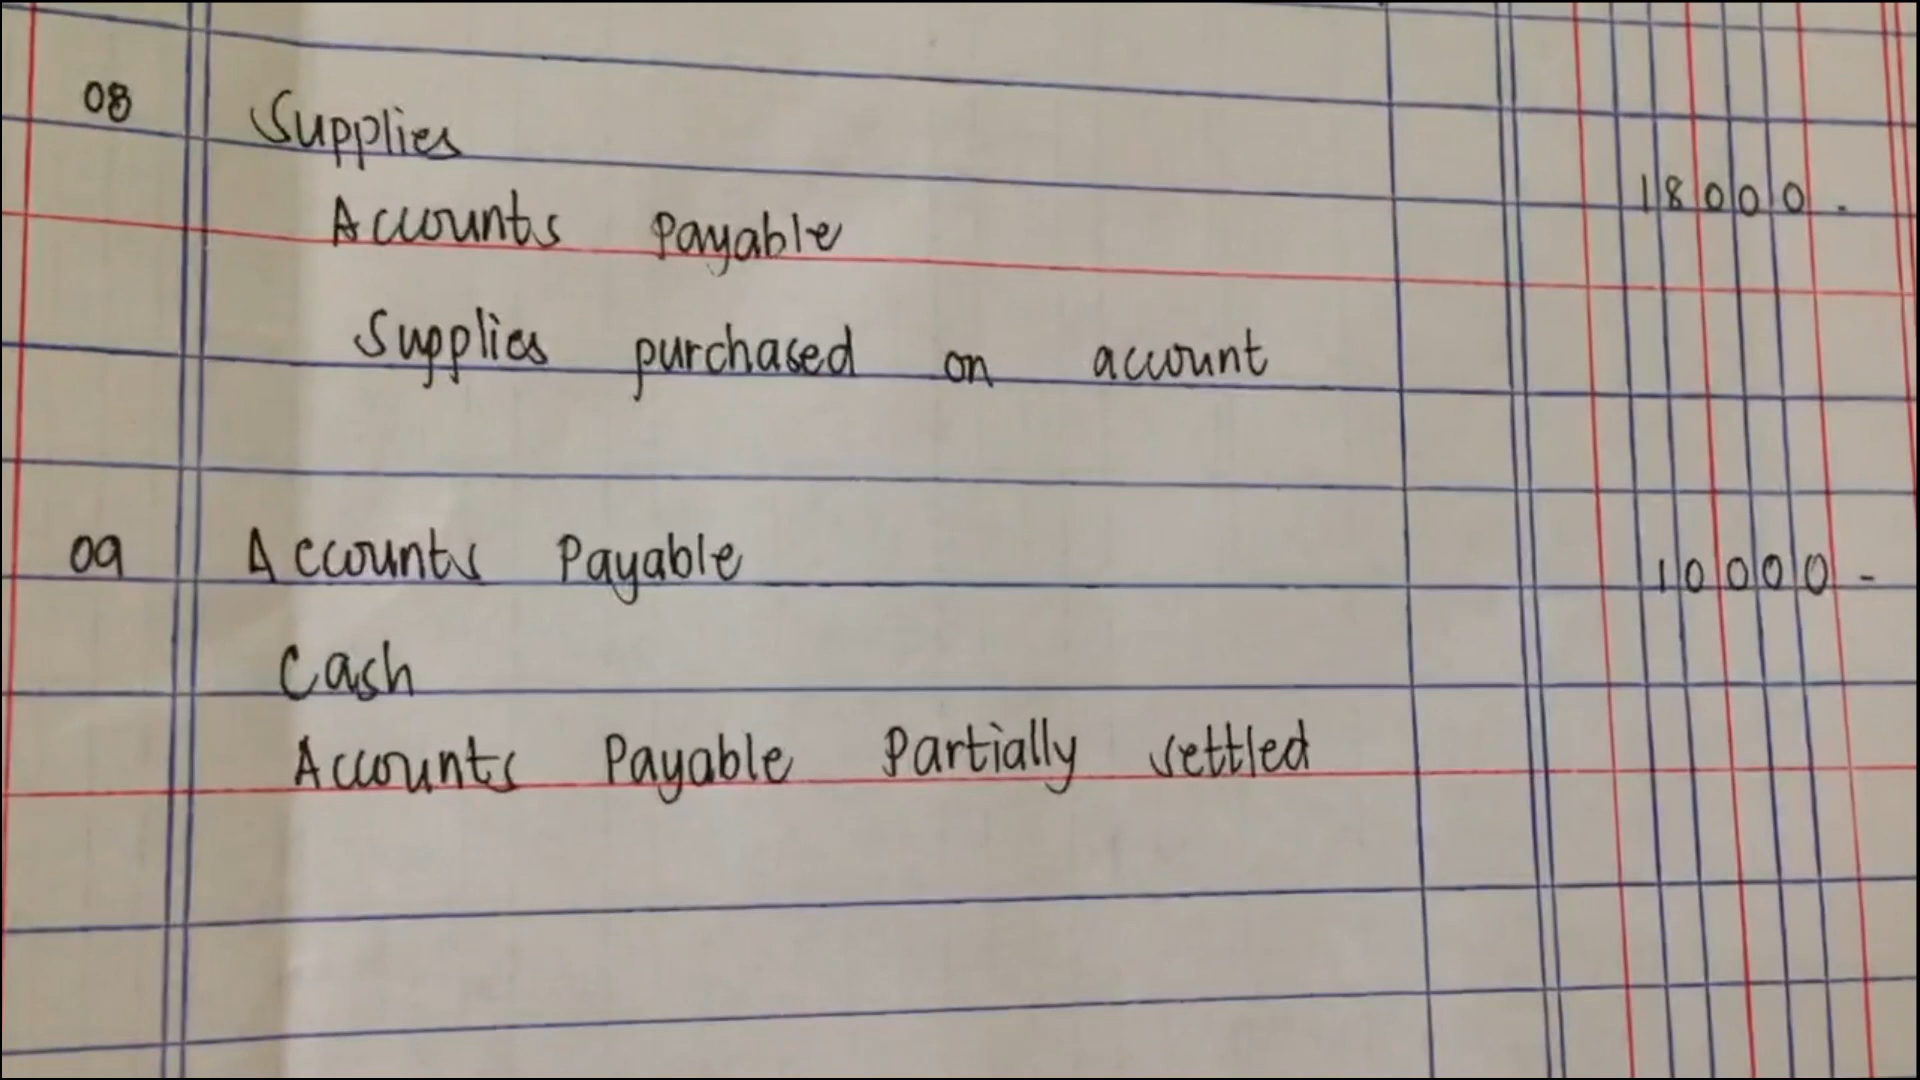 08 Supplies 18000.
Accounts Payable
Supplies purchased on account
09 Accounts Payable 10000-
Cash
Accounts Payable Partially settled